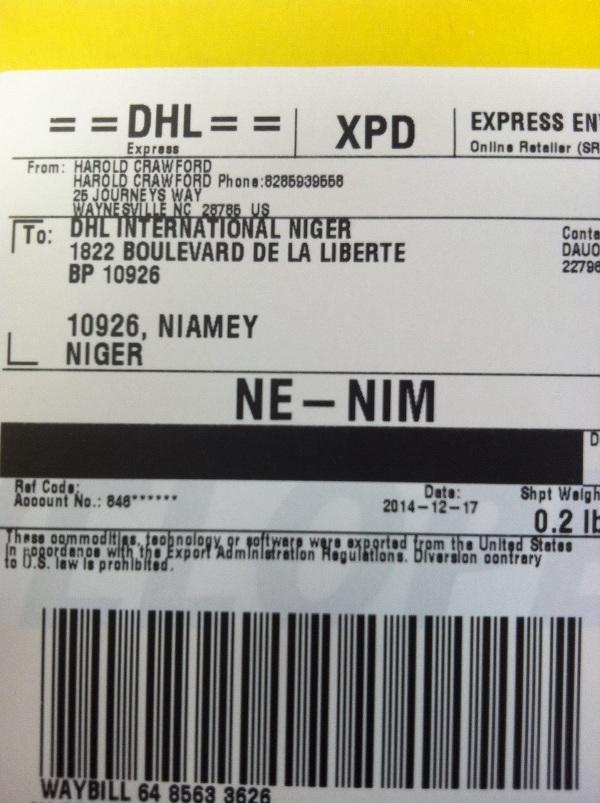 ==DHL==
Express
XPD
EXPRESS EN
Online Retailer (SR
From: HAROLD CRAWFORD
HAROLD CRAWFORD Phone:8285939558
25 JOURNEYS WAY
WAYNESVILLE NC 28785 US
To: DHL INTERNATIONAL NIGER
1822 BOULEVARD DE LA LIBERTE
BP 10926
Conta
DAUO
22796
10926, NIAMEY
NIGER
NE-NIM
D
Ref Code:
Account No.: 846******
Date:
2014-12-17
Shpt Weigh
0.2 lb
These commodities, technology or software were exported from the United States
in accordance with the Export Administration Regulations. Diversion contrary
to U.S. law is prohibited.
WAYBILL 64 8563 3626